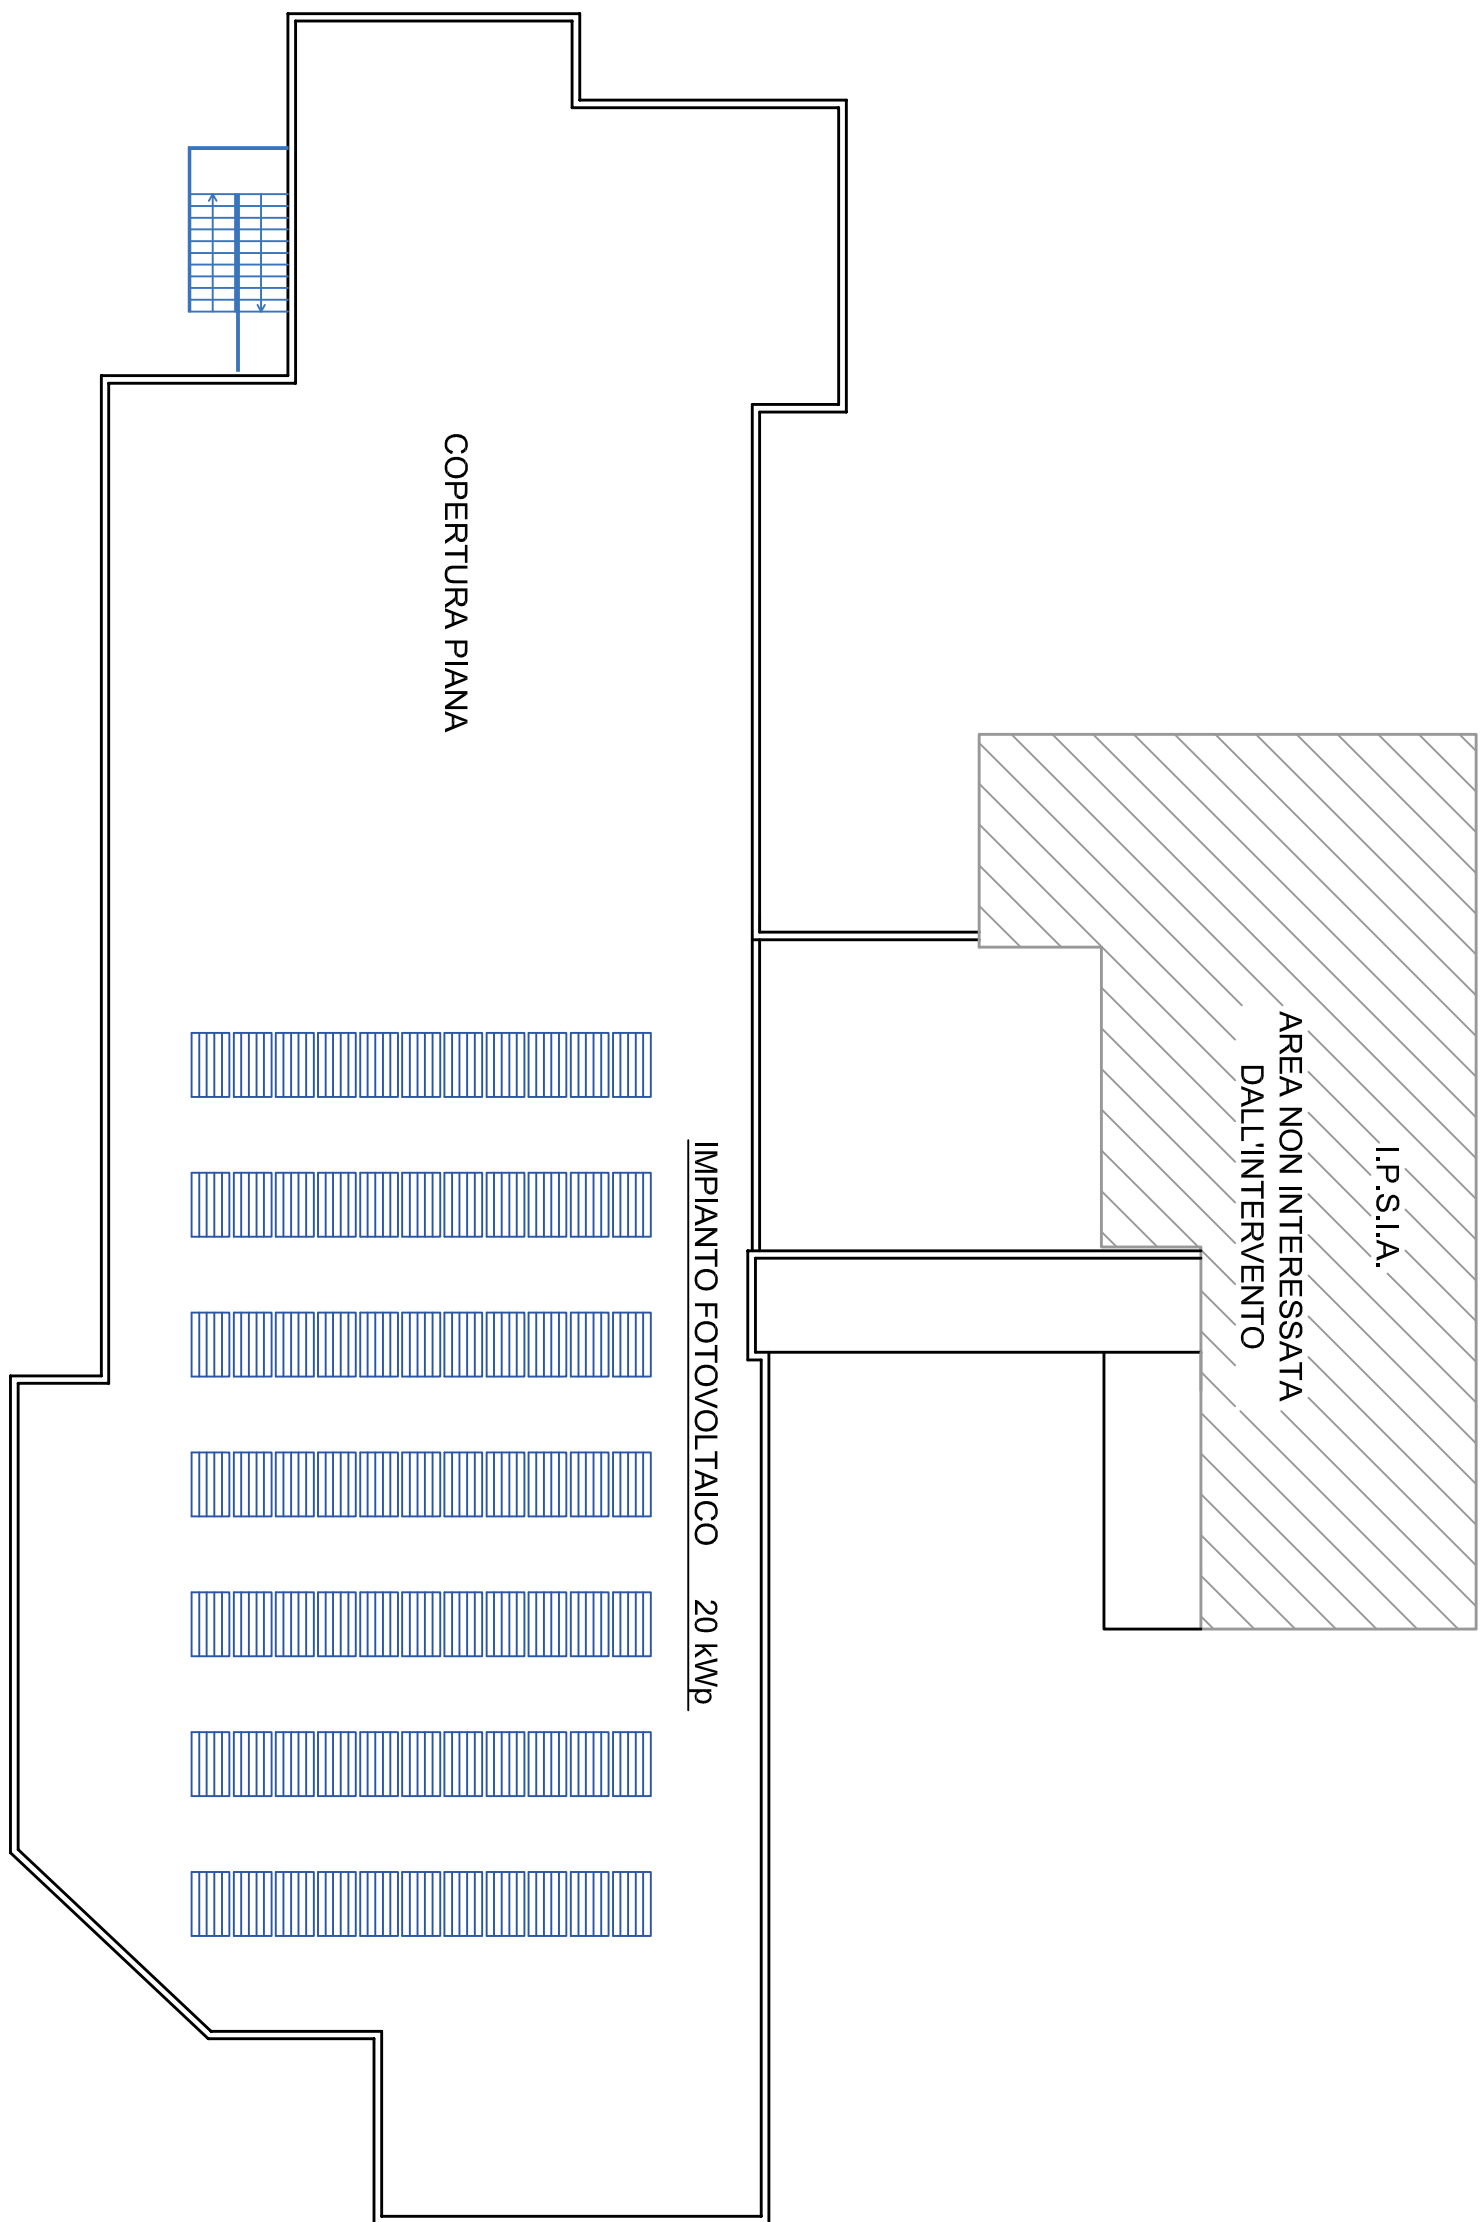 I.P.S.I.A.
AREA NON INTERESSATA
DALL'INTERVENTO
IMPIANTO FOTOVOLTAICO 20 kWp
COPERTURA PIANA